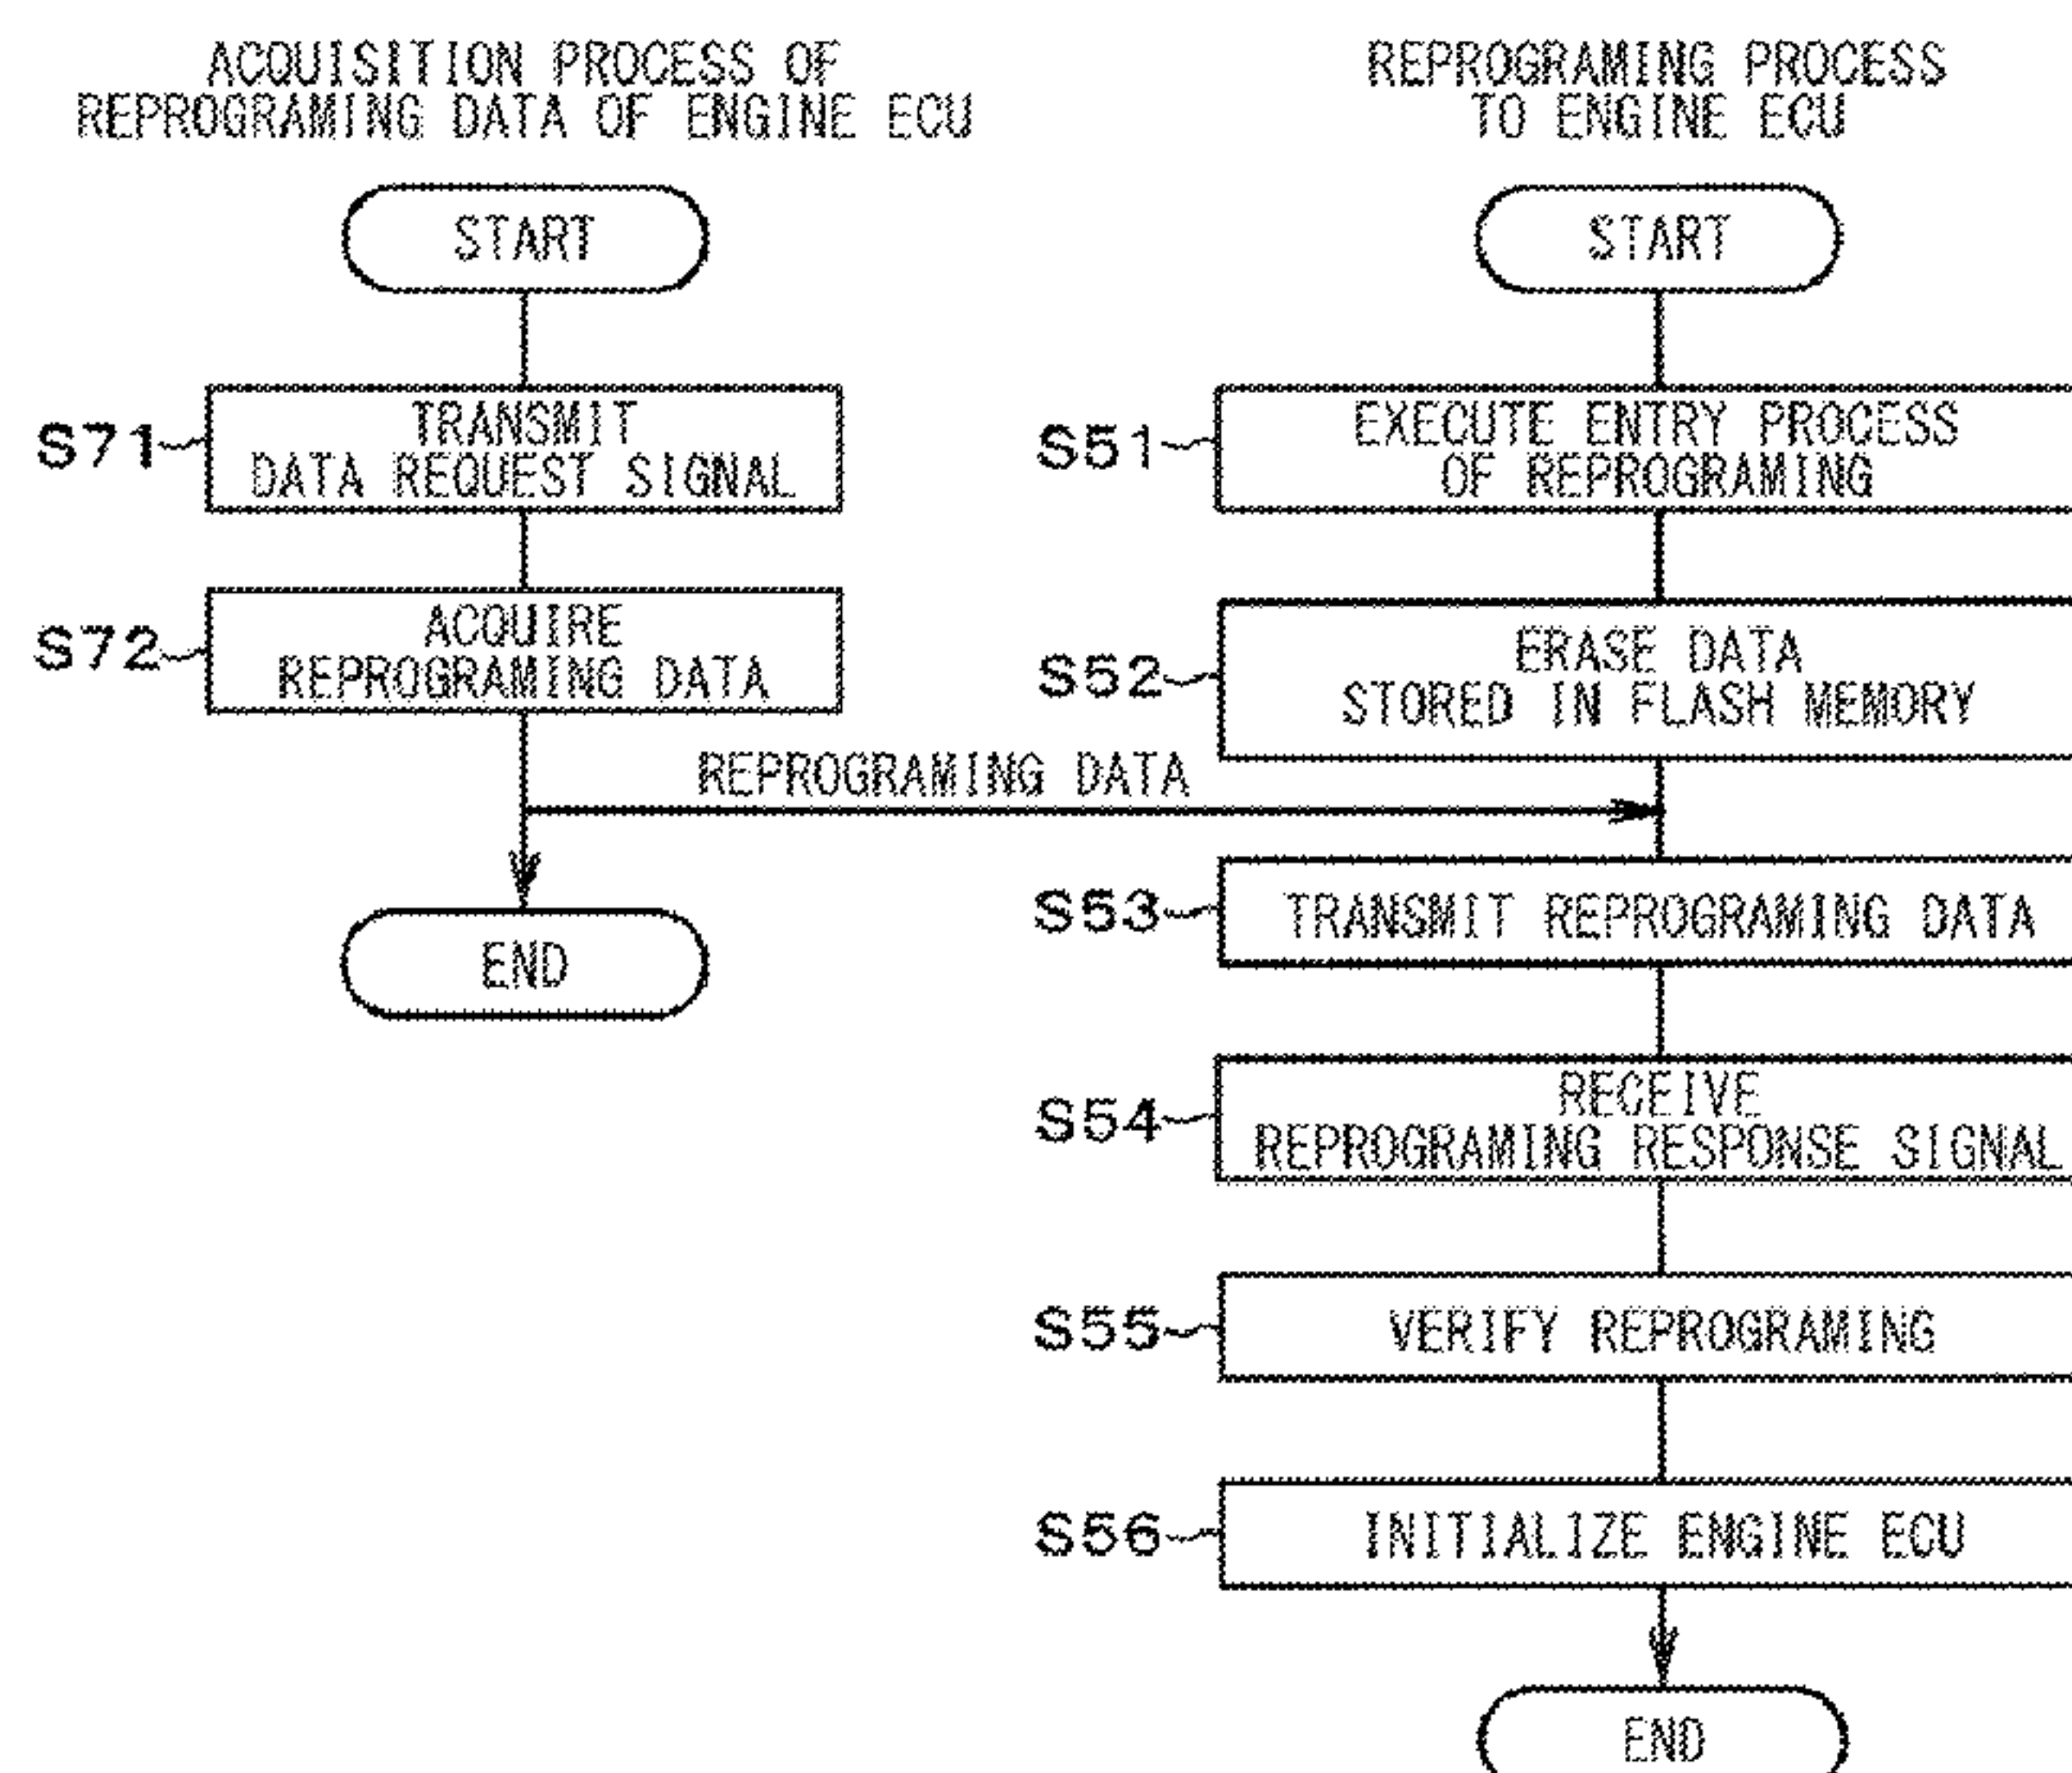 ACQUISITION PROCESS OF
REPROGRAMING DATA OF ENGINE ECU
START
S71
TRANSMIT
DATA REQUEST SIGNAL
S72
ACQUIRE
REPROGRAMING DATA
REPROGRAMING DATA
END
REPROGRAMING PROCESS
TO ENGINE ECU
START
S51
EXECUTE ENTRY PROCESS
OF REPROGRAMING
S52
ERASE DATA
STORED IN FLASH MEMORY
S53
TRANSMIT REPROGRAMING DATA
S54
RECEIVE
REPROGRAMING RESPONSE SIGNAL
S55
VERIFY REPROGRAMING
S56
INITIALIZE ENGINE ECU
END